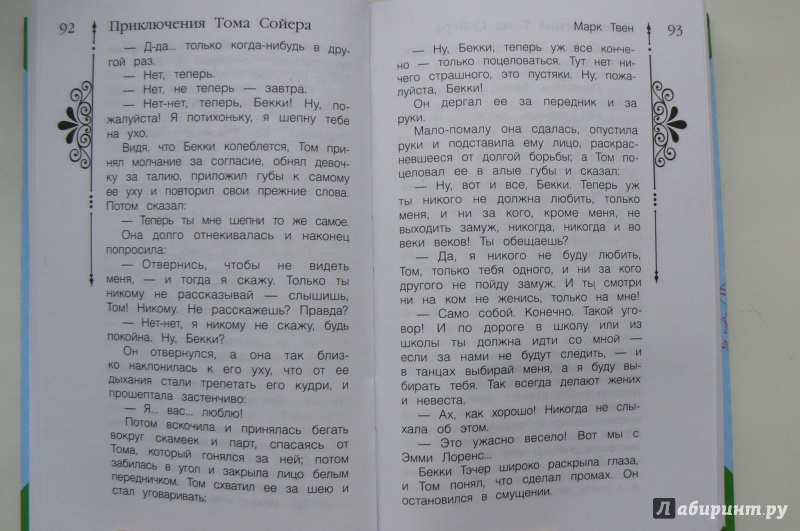 92 Приключения Тома Сойера
— Д-да... только когда-нибудь в дру-
гой раз.
— Нет, теперь.
— Нет, не теперь — завтра.
— Нет-нет, теперь, Бекки! Ну, по-
жалуйста! Я потихоньку, я шепну тебе
на ухо.
Видя, что Бекки колеблется, Том при-
нял молчание за согласие, обнял девоч-
ку за талию, приложил губы к самому
ее уху и повторил свои прежние слова.
Потом сказал:
— Теперь ты мне шепни то же самое.
Она долго отнекивалась и наконец
попросила:
— Отвернись, чтобы не видеть
меня, — и тогда я скажу. Только ты
никому не рассказывай — слышишь,
Том! Никому. Не расскажешь? Правда?
— Нет-нет, я никому не скажу, будь
покойна. Ну, Бекки?
Он отвернулся, а она так близ-
ко наклонилась к его уху, что от ее
дыхания стали трепетать его кудри, и
прошептала застенчиво:
— Я... вас... люблю!
Потом вскочила и принялась бегать
вокруг скамеек и парт, спасаясь от
Тома, который гонялся за ней; потом
забилась в угол и закрыла лицо белым
передничком. Том схватил ее за шею и
стал уговаривать:
Марк Твен 93
— Ну, Бекки, теперь уж все конче-
но — только поцеловаться. Тут нет ни-
чего страшного, это пустяки. Ну, пожа-
луйста, Бекки!
Он дергал ее за передник и за
руки.
Мало-помалу она сдалась, опустила
руки и подставила ему лицо, раскрас-
невшееся от долгой борьбы; а Том по-
целовал ее в алые губы и сказал:
— Ну, вот и все, Бекки. Теперь уж
ты никого не должна любить, только
меня, и ни за кого, кроме меня, не
выходить замуж, никогда, никогда и во
веки веков! Ты обещаешь?
— Да, я никого не буду любить,
Том, только тебя одного, и ни за кого
другого не пойду замуж. И ты смотри
ни на ком не женись, только на мне!
— Само собой. Конечно. Такой уго-
вор! И по дороге в школу или из
школы ты должна идти со мной —
если за нами не будут следить, — и
в танцах выбирай меня, а я буду вы-
бирать тебя. Так всегда делают жених
и невеста.
— Ах, как хорошо! Никогда не слы-
хала об этом.
— Это ужасно весело! Вот мы с
Эмми Лоренс...
Бекки Тэчер широко раскрыла глаза,
и Том понял, что сделал промах. Он
остановился в смущении.
Лабиринт.ру